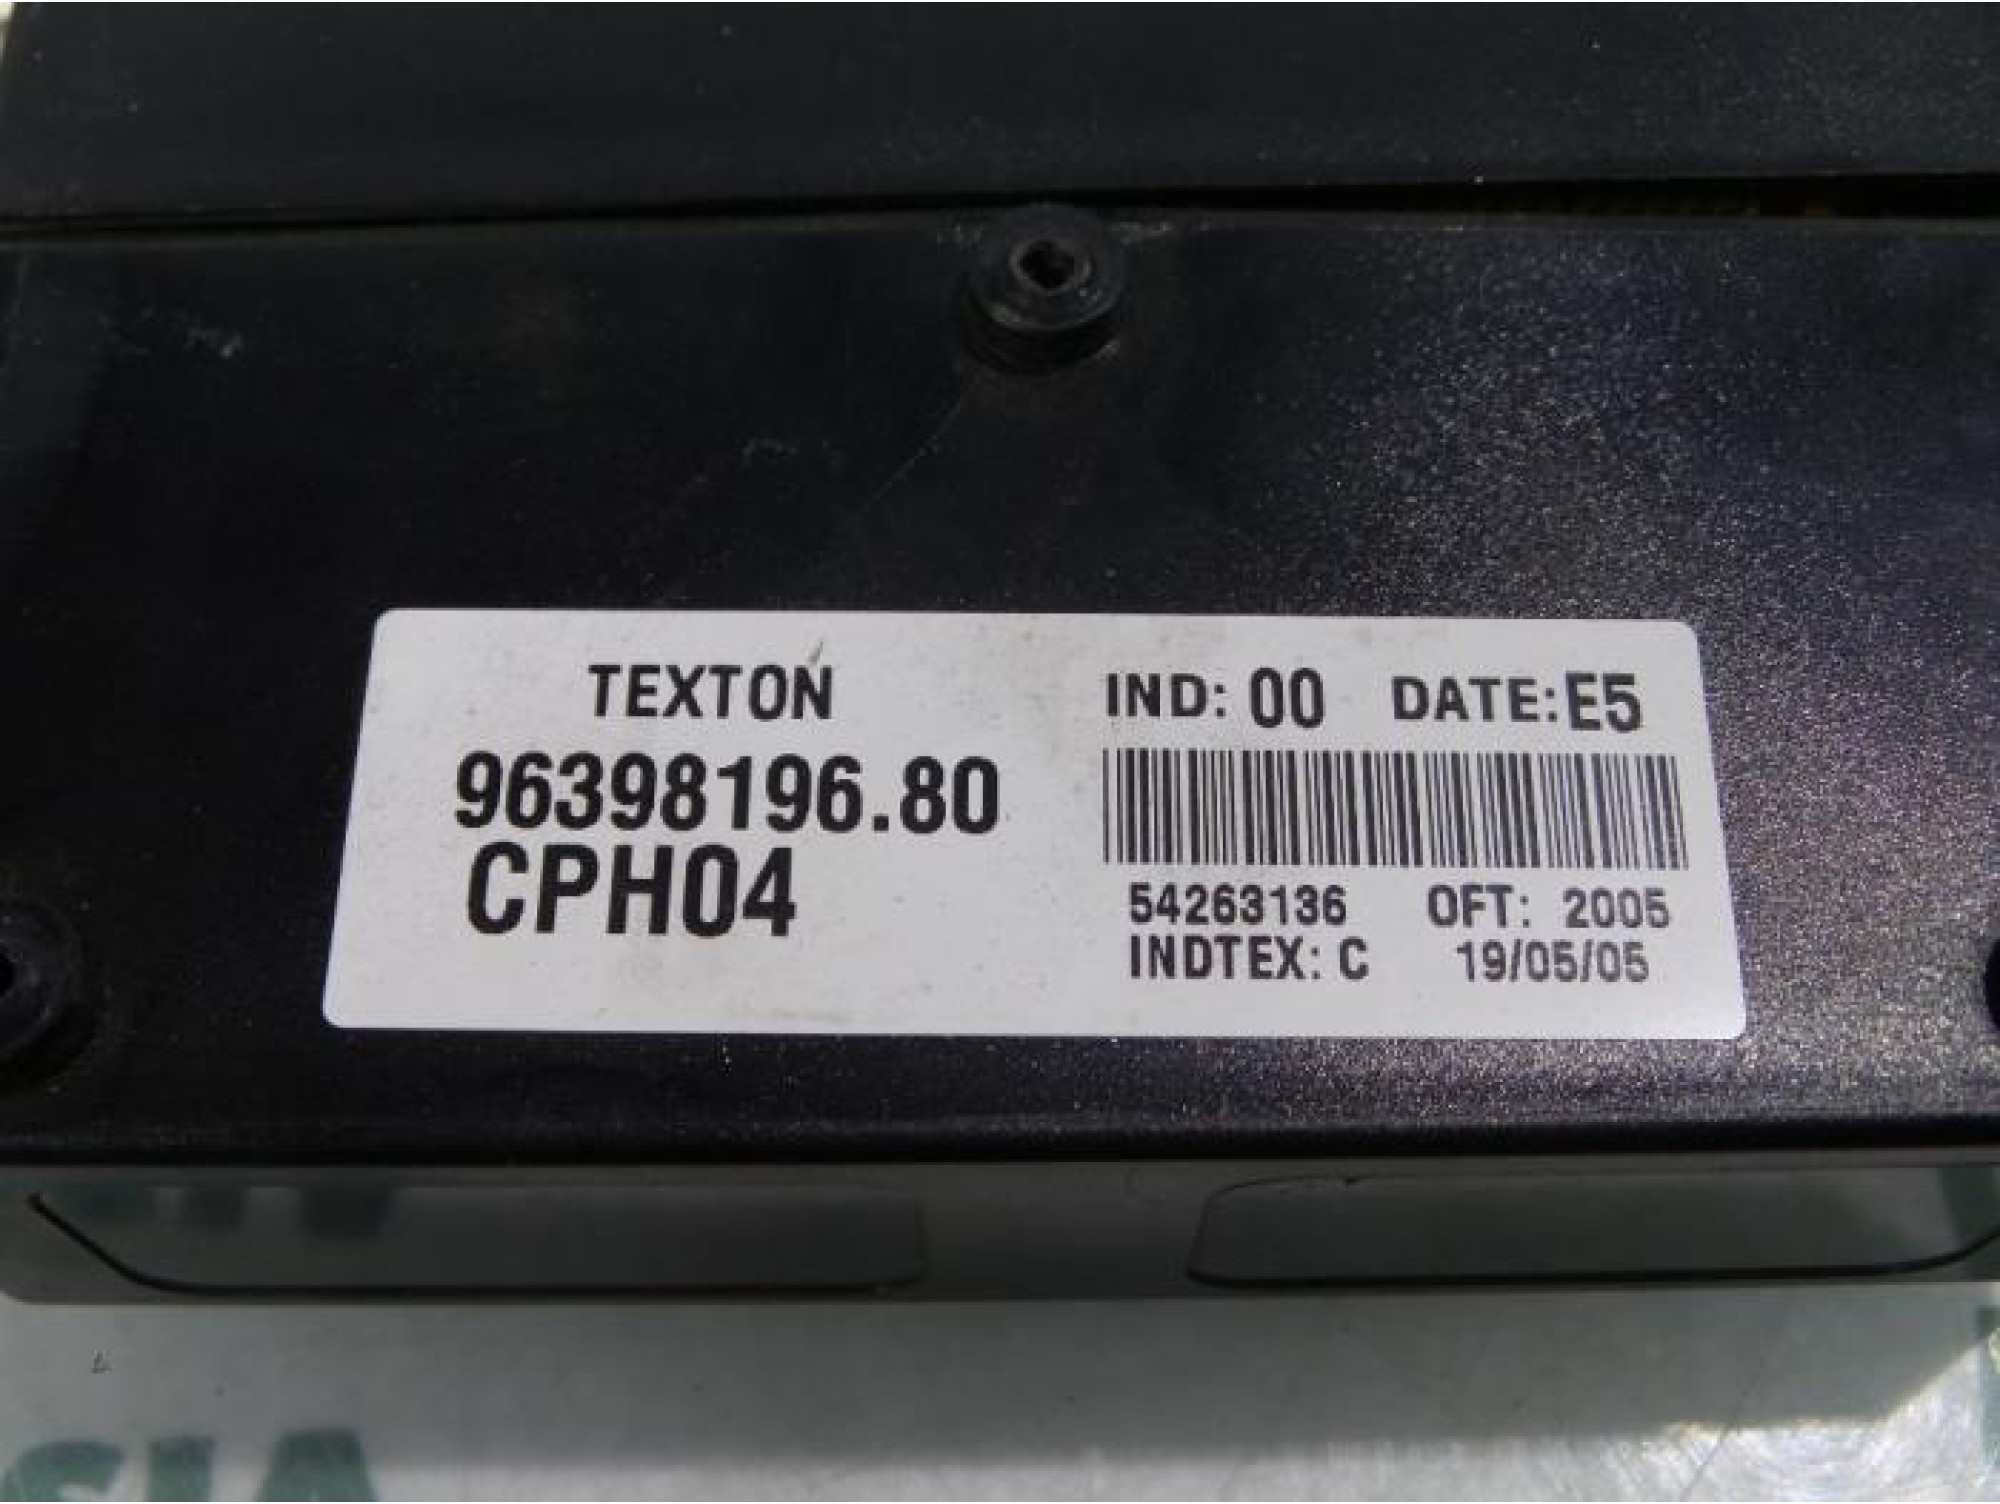 TEXTON
96398196.80
CPH04
IND: 00 DATE: E5
54263136 OFT: 2005
INDTEX: C 19/05/05